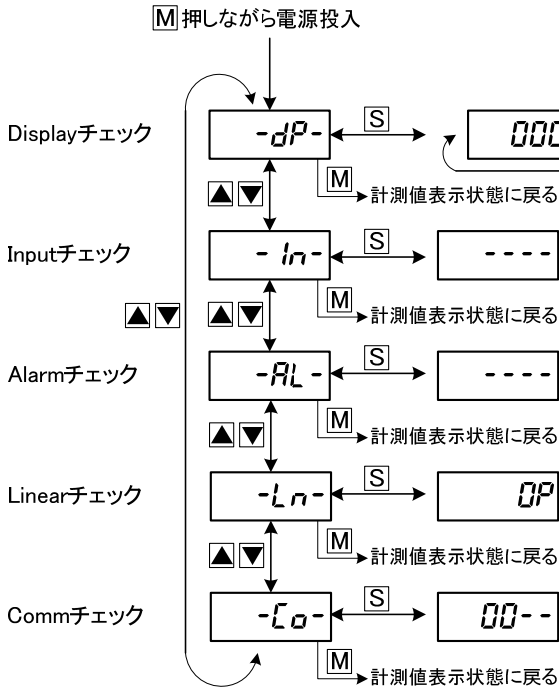 M 押しながら電源投入
Displayチェック -dP- S 000
▲ ▼ M 計測値表示状態に戻る
Inputチェック -In- S ----
▲ ▼ ▲ ▼ M 計測値表示状態に戻る
Alarmチェック -AL- S ----
▲ ▼ M 計測値表示状態に戻る
Linearチェック -Ln- S OP
▲ ▼ M 計測値表示状態に戻る
Commチェック -Co- S 00--
M 計測値表示状態に戻る